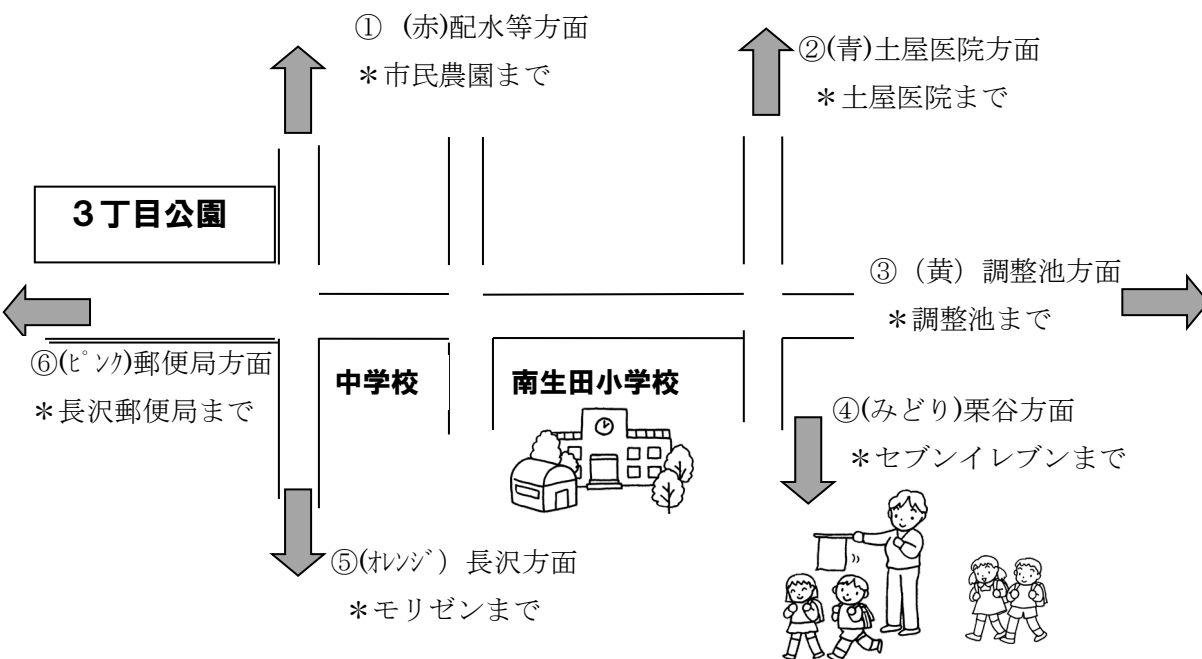 ① (赤)配水等方面
＊市民農園まで
②(青)土屋医院方面
＊土屋医院まで
３丁目公園
③（黄）調整池方面
＊調整池まで
⑥(ﾋﾟﾝｸ)郵便局方面
＊長沢郵便局まで
中学校
南生田小学校
④(みどり)栗谷方面
＊セブンイレブンまで
⑤(ｵﾚﾝｼﾞ）長沢方面
＊モリゼンまで